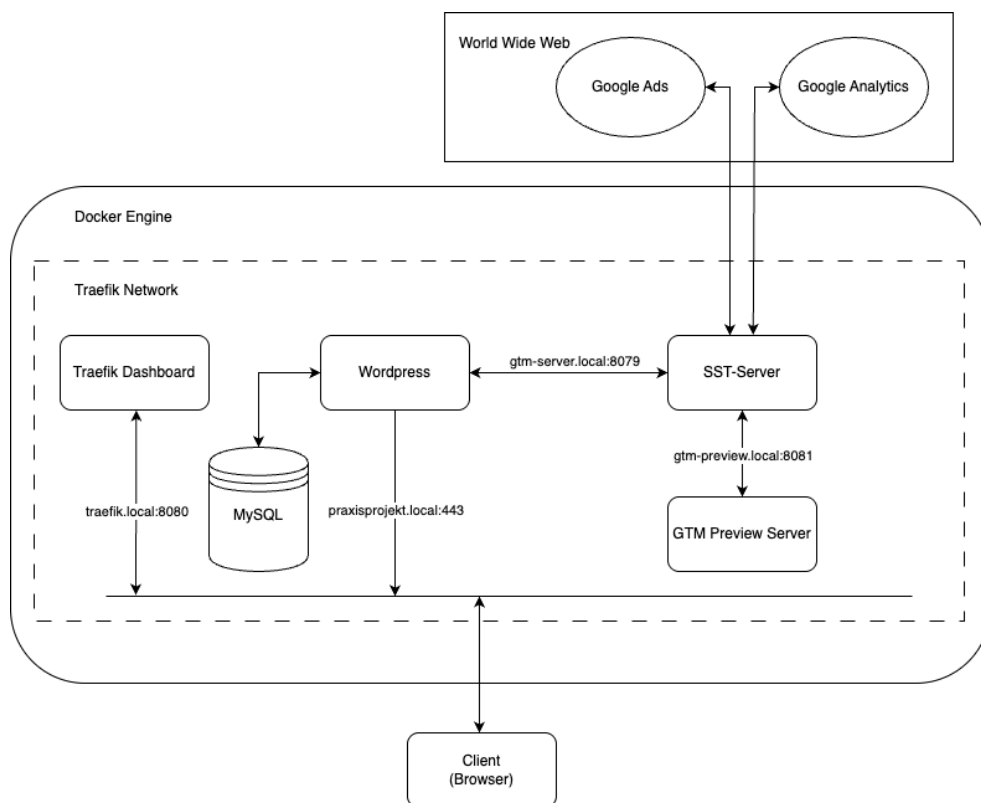 World Wide Web
Google Ads
Google Analytics
Docker Engine
Traefik Network
Traefik Dashboard
Wordpress
gtm-server.local:8079
SST-Server
gtm-preview.local:8081
traefik.local:8080
MySQL
praxisprojekt.local:443
GTM Preview Server
Client
(Browser)